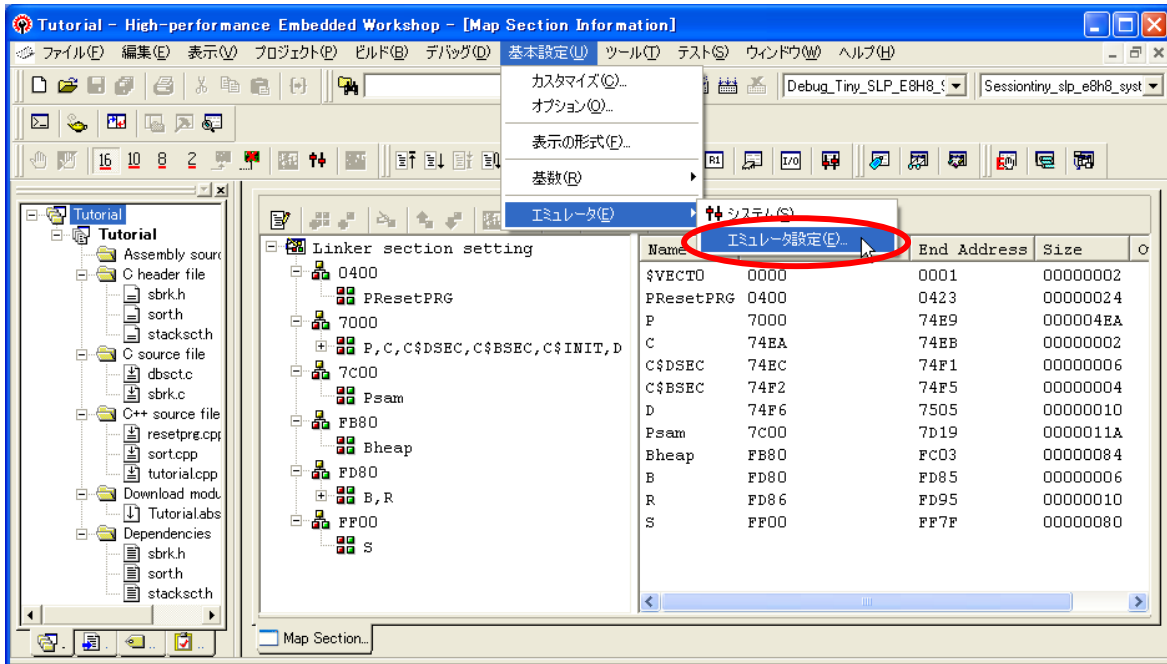 Tutorial - High-performance Embedded Workshop - [Map Section Information]
ファイル(F) 編集(E) 表示(V) プロジェクト(P) ビルド(B) デバッグ(D) 基本設定(U) ツール(T) テスト(S) ウィンドウ(W) ヘルプ(H)
カスタマイズ(C)...
オプション(O)...
表示の形式(F)...
基数(R)
エミュレータ(E)
システム(S)...
エミュレータ設定(E)...
Debug_Tiny_SLP_E8H8_S
Sessiontiny_slp_e8h8_syst
16 10 8 2
R1
I/O
Tutorial
Tutorial
Assembly sourc
C header file
sbrk.h
sort.h
stacksct.h
C source file
dbsct.c
sbrk.c
C++ source file
resetprg.cpp
sort.cpp
tutorial.cpp
Download modu
Tutorial.abs
Dependencies
sbrk.h
sort.h
stacksct.h
Linker section setting
0400
PResetPRG
7000
P,C,C$DSEC,C$BSEC,C$INIT,D
7C00
Psam
FB80
Bheap
FD80
B,R
FF00
S
Name End Address Size
$VECT0 0000 0001 00000002
PResetPRG 0400 0423 00000024
P 7000 74E9 000004EA
C 74EA 74EB 00000002
C$DSEC 74EC 74F1 00000006
C$BSEC 74F2 74F5 00000004
D 74F6 7505 00000010
Psam 7C00 7D19 0000011A
Bheap FB80 FC03 00000084
B FD80 FD85 00000006
R FD86 FD95 00000010
S FF00 FF7F 00000080
Map Section...